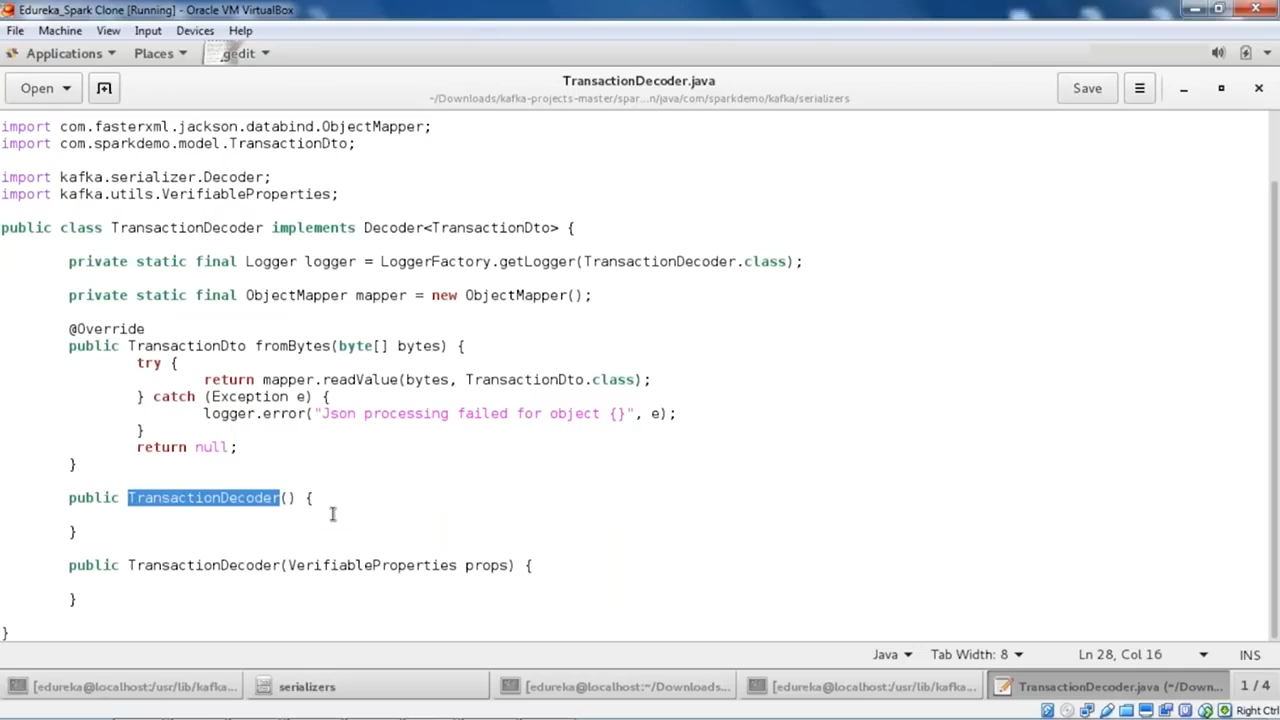 Edureka_Spark Clone [Running] - Oracle VM VirtualBox
File Machine View Input Devices Help
Applications Places gedit
Open TransactionDecoder.java Save
~/Downloads/kafka-projects-master/spar...n/java/com/sparkdemo/kafka/serializers
import com.fasterxml.jackson.databind.ObjectMapper;
import com.sparkdemo.model.TransactionDto;
import kafka.serializer.Decoder;
import kafka.utils.VerifiableProperties;
public class TransactionDecoder implements Decoder<TransactionDto> {
private static final Logger logger = LoggerFactory.getLogger(TransactionDecoder.class);
private static final ObjectMapper mapper = new ObjectMapper();
@Override
public TransactionDto fromBytes(byte[] bytes) {
try {
return mapper.readValue(bytes, TransactionDto.class);
} catch (Exception e) {
logger.error("Json processing failed for object {}", e);
}
return null;
}
public TransactionDecoder() {
}
public TransactionDecoder(VerifiableProperties props) {
}
}
Java Tab Width: 8 Ln 28, Col 16 INS
[edureka@localhost:/usr/lib/kafka... serializers [edureka@localhost:~/Downloads... [edureka@localhost:/usr/lib/kafka... TransactionDecoder.java (~/Down... 1 / 4
Right Ctrl